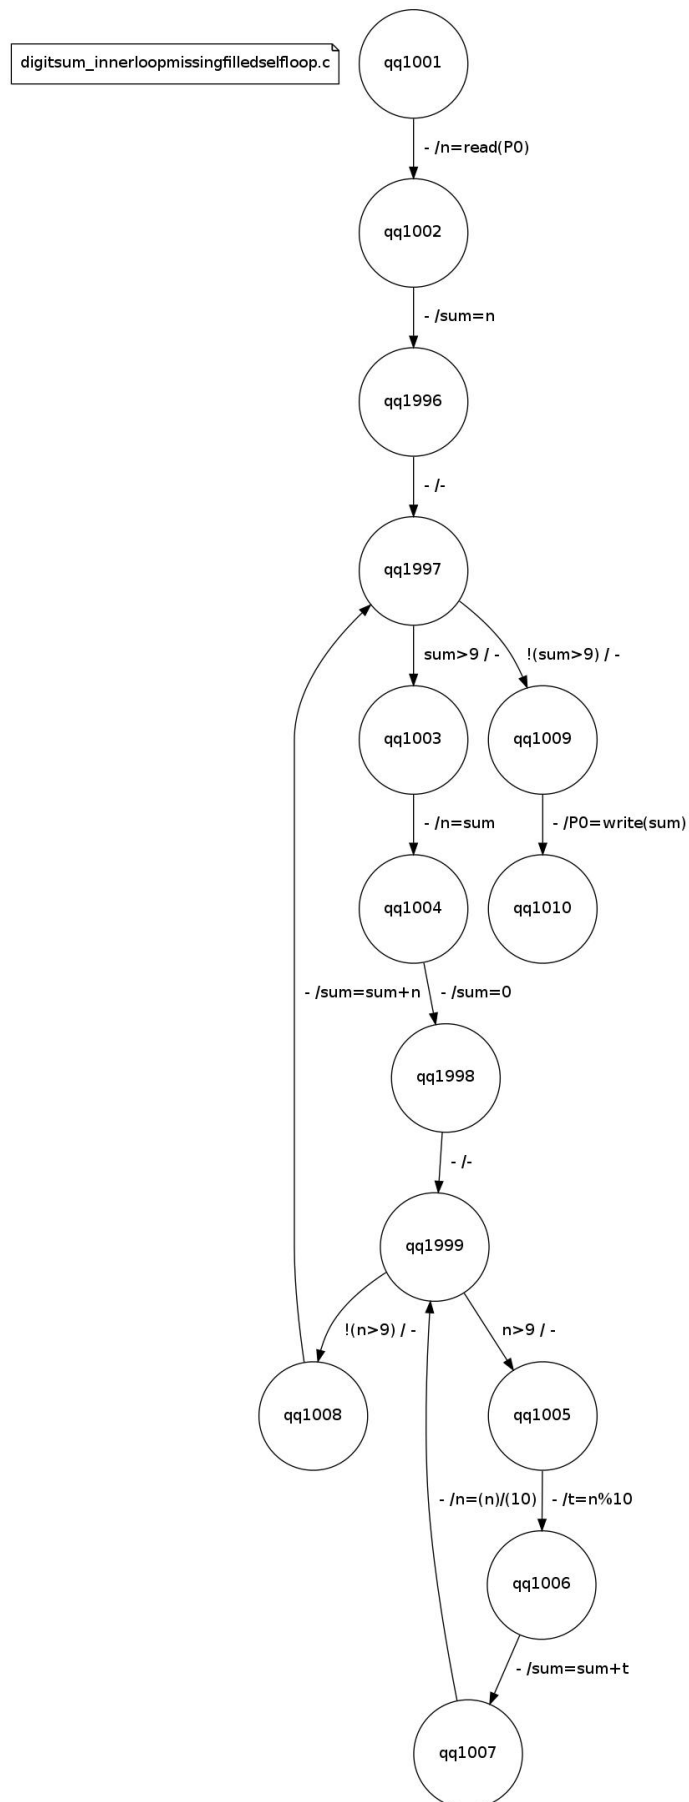 digitsum_innerloopmissingfilledselfloop.c
qq1001
- /n=read(P0)
qq1002
- /sum=n
qq1996
- /-
qq1997
sum>9 / -
!(sum>9) / -
qq1003
qq1009
- /n=sum
- /P0=write(sum)
qq1004
qq1010
- /sum=sum+n
- /sum=0
qq1998
- /-
qq1999
!(n>9) / -
n>9 / -
qq1008
qq1005
- /n=(n)/(10)
- /t=n%10
qq1006
- /sum=sum+t
qq1007